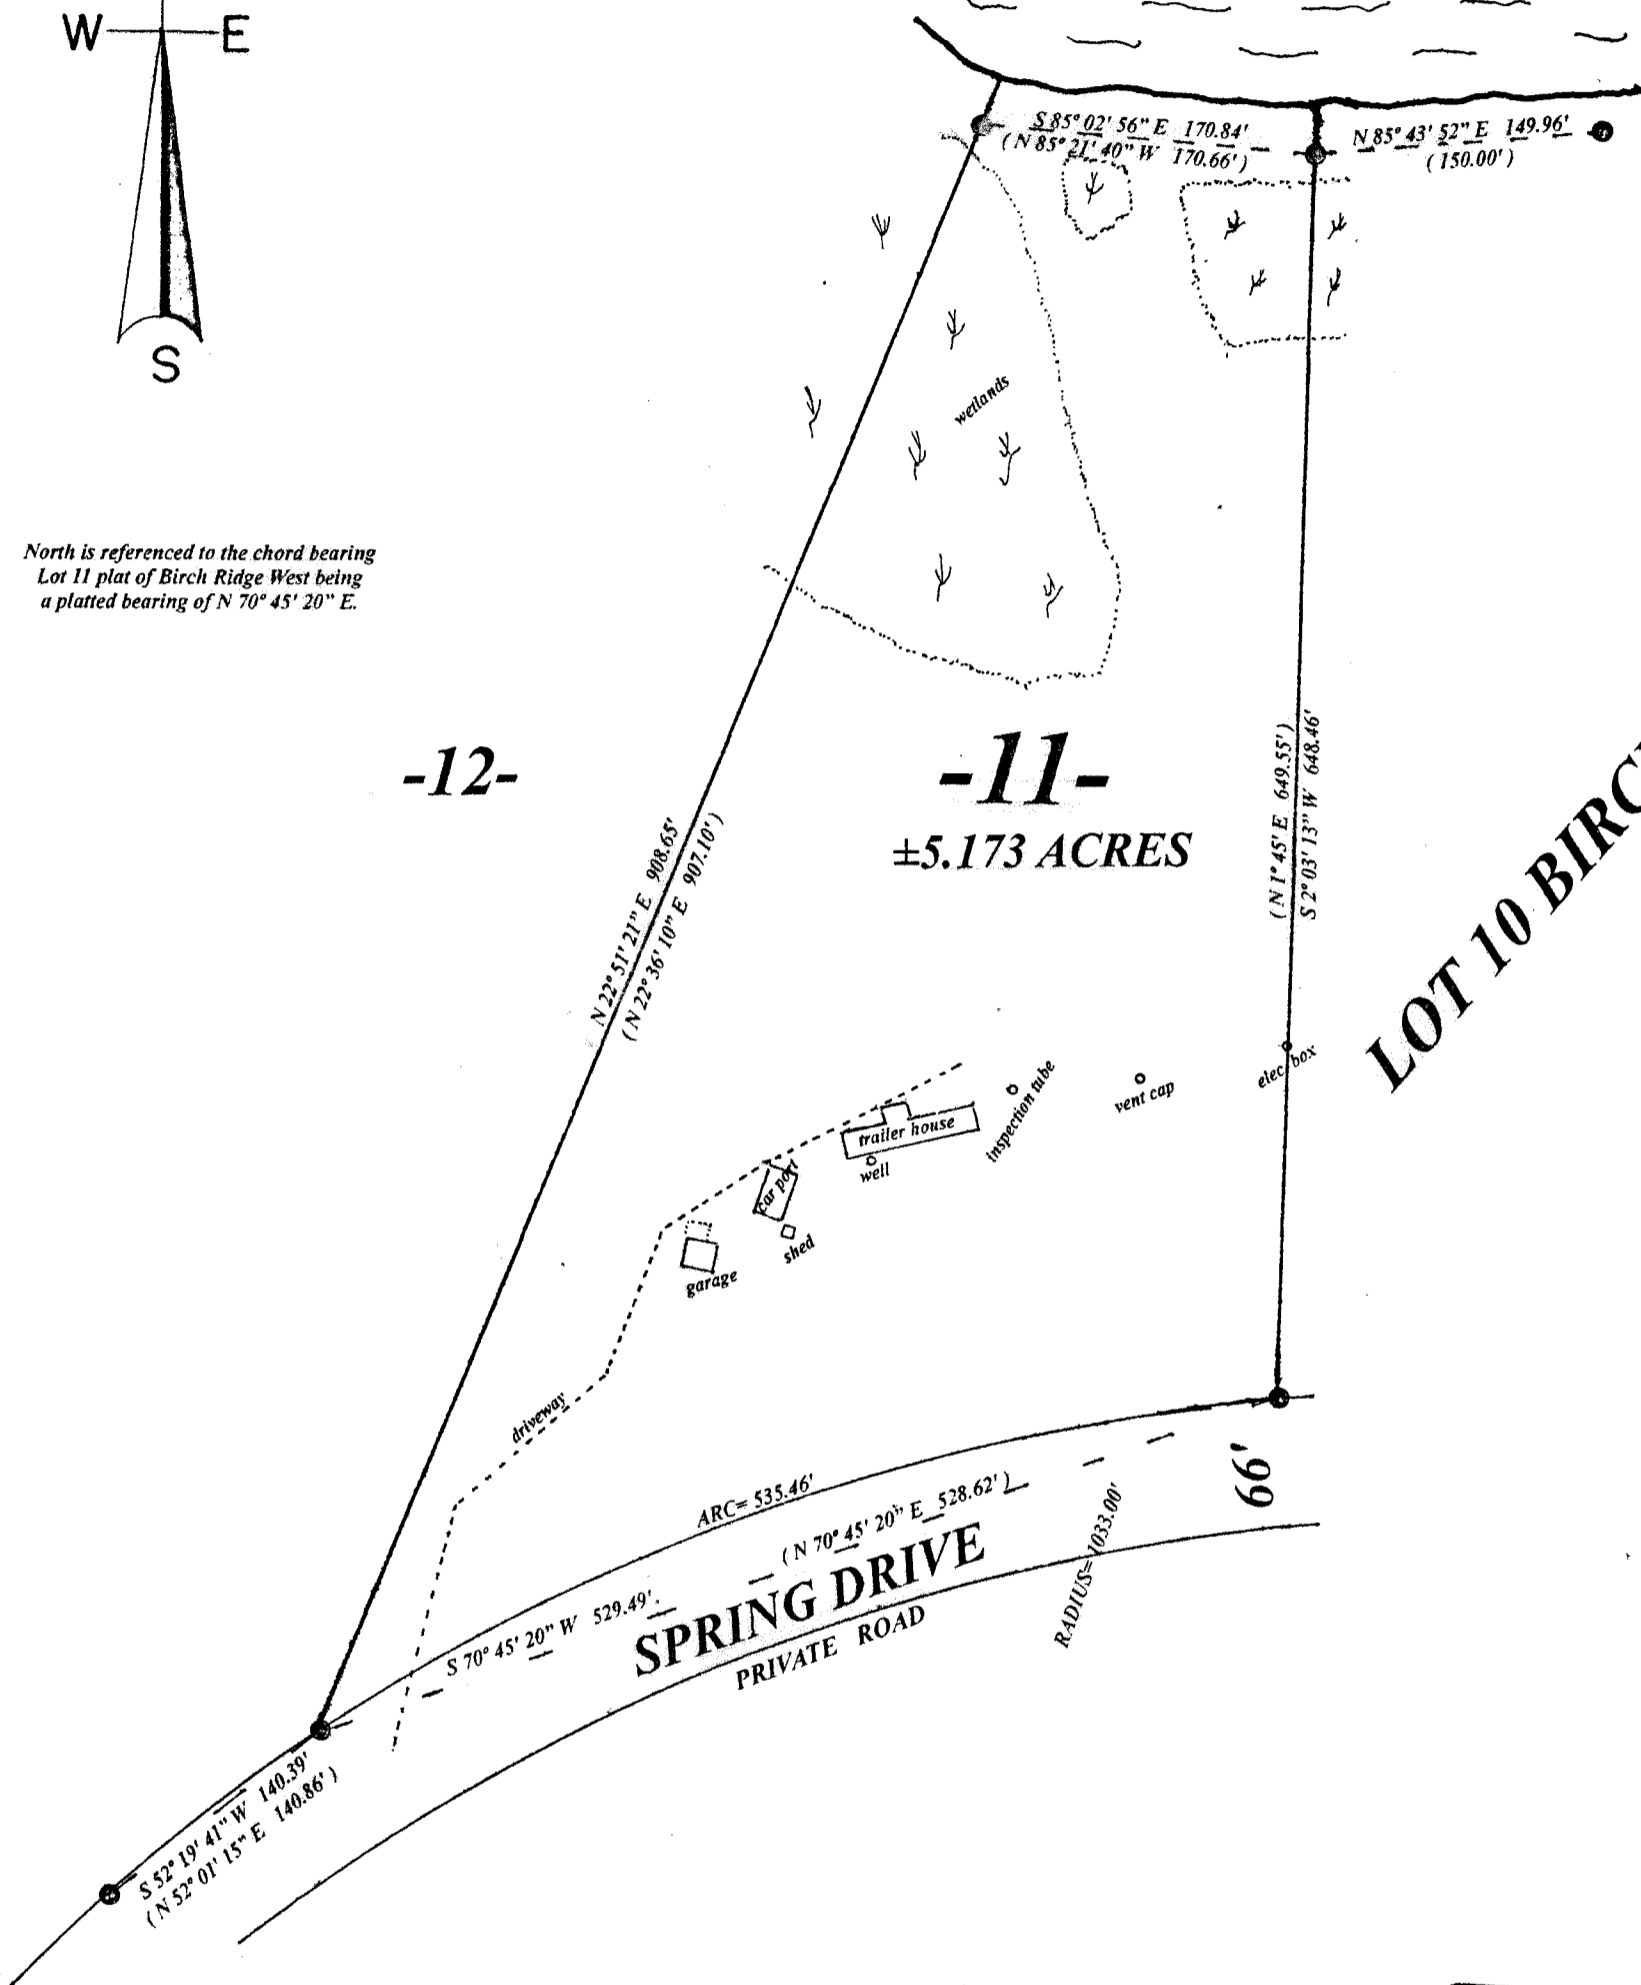 W E
S
S 85° 02' 56" E 170.84'
( N 85° 21' 40" W 170.66' )
N 85° 43' 52" E 149.96'
( 150.00' )
wetlands
North is referenced to the chord bearing
Lot 11 plat of Birch Ridge West being
a platted bearing of N 70° 45' 20" E.
-12-
-11-
±5.173 ACRES
N 22° 51' 21" E 908.65'
( N 22° 36' 10" E 907.10' )
( N 1° 45' E 649.55' )
S 2° 03' 13" W 648.46'
LOT 10 BIRC
elec. box
vent cap
inspection tube
trailer house
well
car port
shed
garage
driveway
ARC= 535.46'
( N 70° 45' 20" E 528.62' )
S 70° 45' 20" W 529.49'
SPRING DRIVE
PRIVATE ROAD
RADIUS= 1033.00'
66'
S 52° 19' 41" W 140.39'
( N 52° 01' 15" E 140.86' )